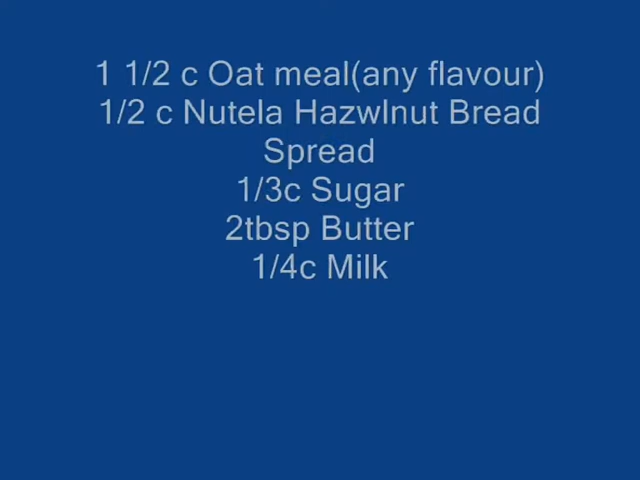 1 1/2 c Oat meal(any flavour)
1/2 c Nutela Hazwlnut Bread
Spread
1/3c Sugar
2tbsp Butter
1/4c Milk